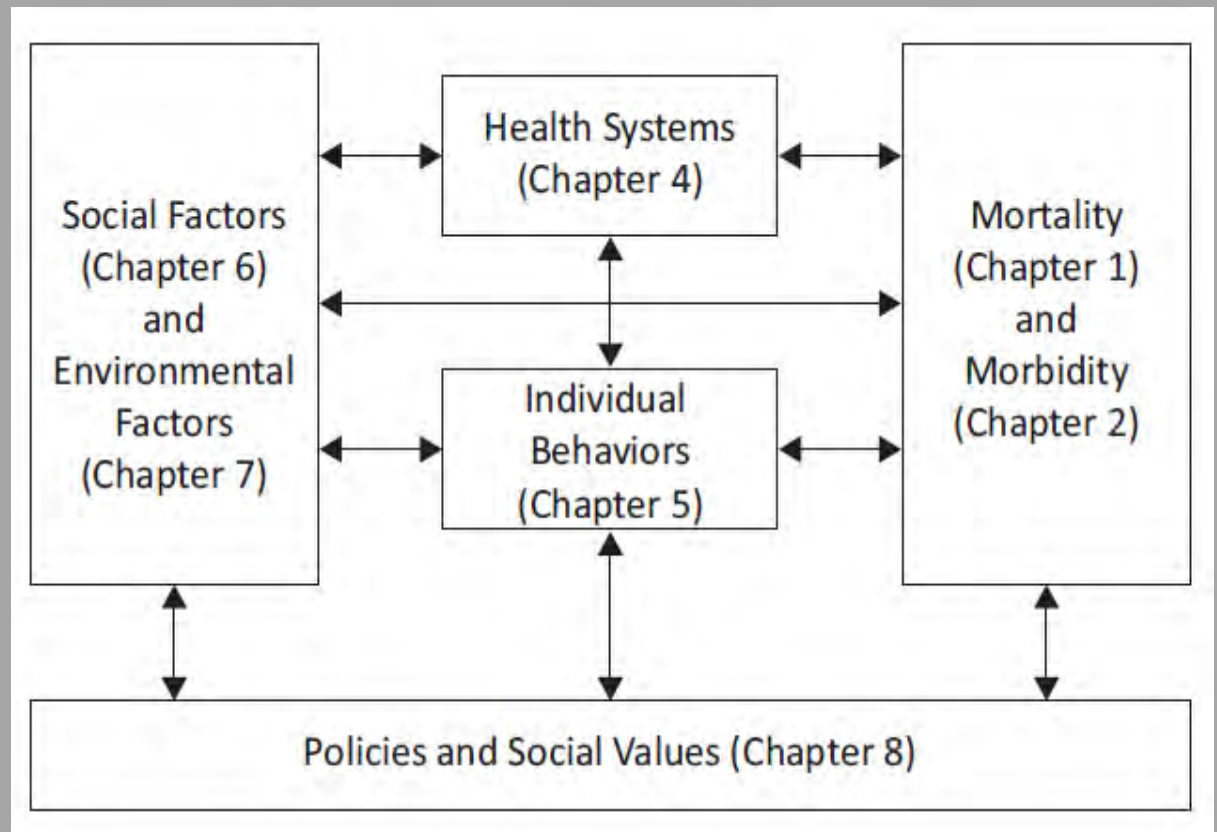 Social Factors
(Chapter 6)
and
Environmental
Factors
(Chapter 7)
Health Systems
(Chapter 4)
Individual
Behaviors
(Chapter 5)
Mortality
(Chapter 1)
and
Morbidity
(Chapter 2)
Policies and Social Values (Chapter 8)